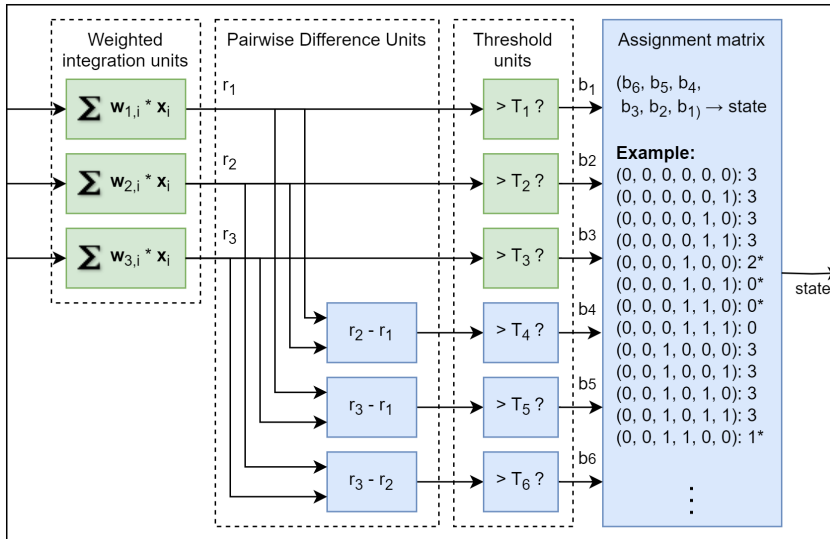 Weighted
integration units
Pairwise Difference Units
Threshold
units
Assignment matrix
∑ w1,i * xi
r1
> T1 ?
b1
(b6, b5, b4,
b3, b2, b1) → state
∑ w2,i * xi
r2
> T2 ?
b2
∑ w3,i * xi
r3
> T3 ?
b3
r2 - r1
> T4 ?
b4
r3 - r1
> T5 ?
b5
r3 - r2
> T6 ?
b6
Example:
(0, 0, 0, 0, 0, 0): 3
(0, 0, 0, 0, 0, 1): 3
(0, 0, 0, 0, 1, 0): 3
(0, 0, 0, 0, 1, 1): 3
(0, 0, 0, 1, 0, 0): 2*
(0, 0, 0, 1, 0, 1): 0*
(0, 0, 0, 1, 1, 0): 0*
(0, 0, 0, 1, 1, 1): 0
(0, 0, 1, 0, 0, 0): 3
(0, 0, 1, 0, 0, 1): 3
(0, 0, 1, 0, 1, 0): 3
(0, 0, 1, 0, 1, 1): 3
(0, 0, 1, 1, 0, 0): 1*
⋮
state